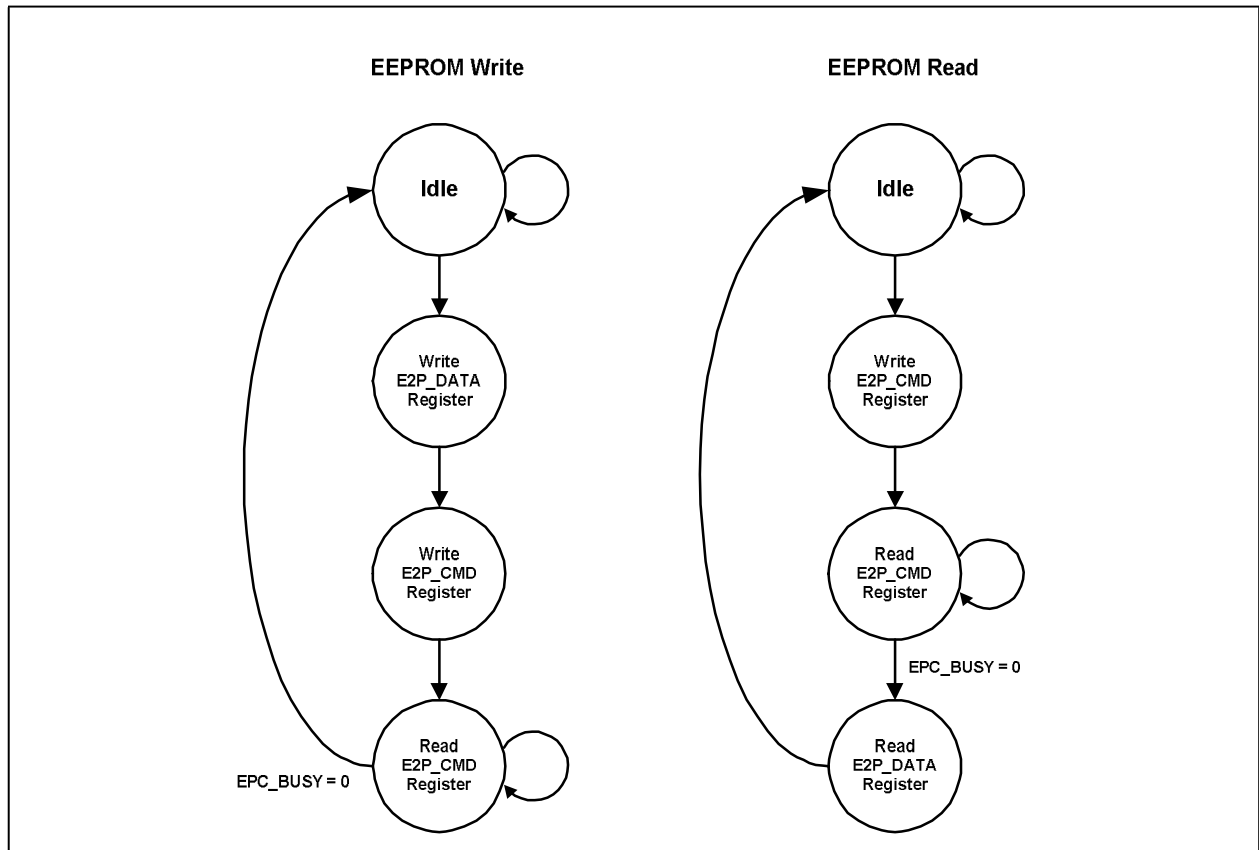 EEPROM Write
Idle
Write
E2P_DATA
Register
Write
E2P_CMD
Register
Read
E2P_CMD
Register
EPC_BUSY = 0
EEPROM Read
Idle
Write
E2P_CMD
Register
Read
E2P_CMD
Register
EPC_BUSY = 0
Read
E2P_DATA
Register